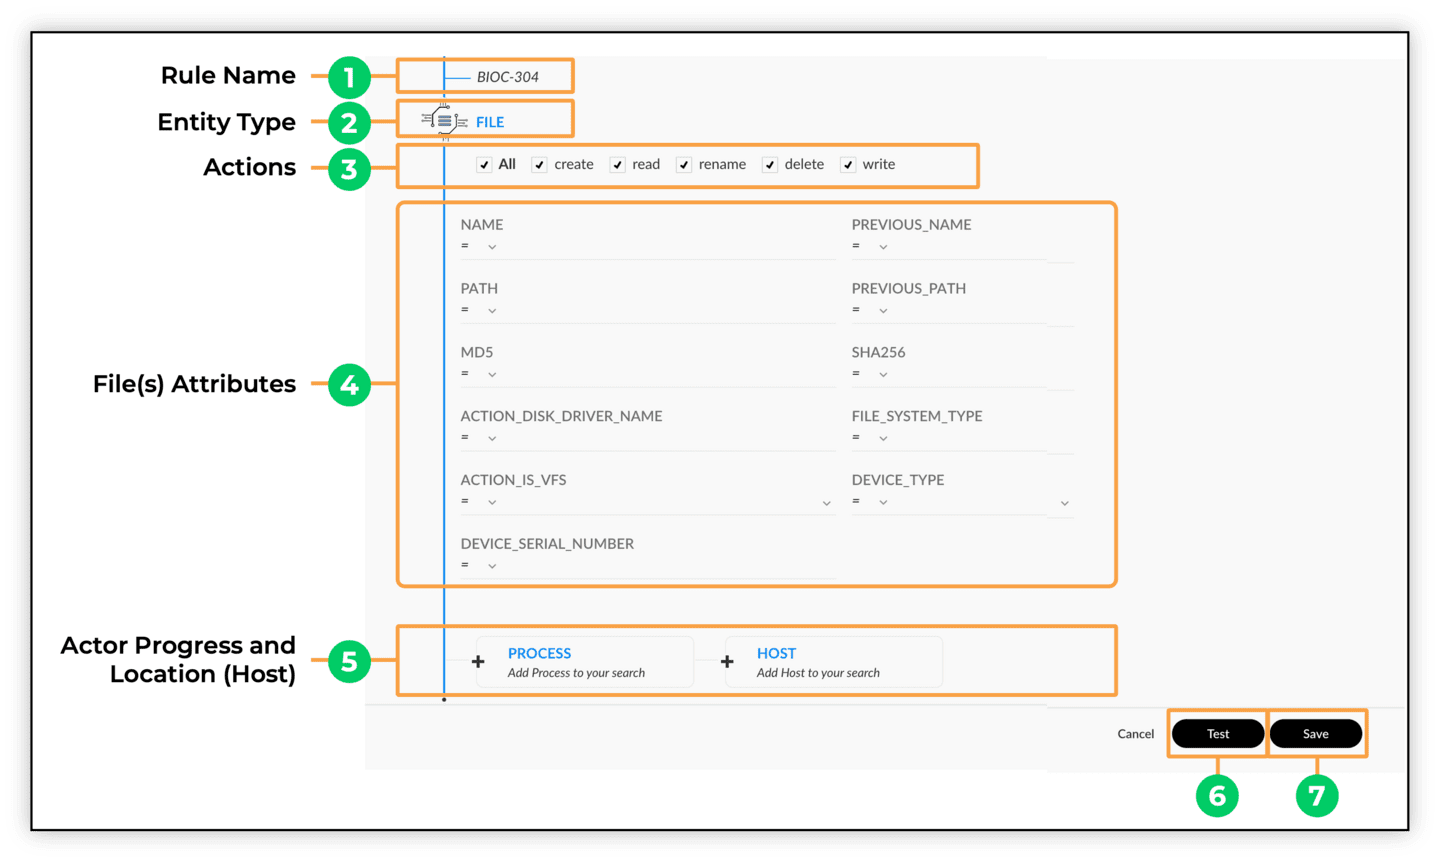 Rule Name 1 BIOC-304
Entity Type 2 FILE
Actions 3 All create read rename delete write
NAME PREVIOUS_NAME
= =
PATH PREVIOUS_PATH
= =
MD5 SHA256
= =
File(s) Attributes 4
ACTION_DISK_DRIVER_NAME FILE_SYSTEM_TYPE
= =
ACTION_IS_VFS DEVICE_TYPE
= =
DEVICE_SERIAL_NUMBER
=
Actor Progress and
Location (Host)
5
+ PROCESS
Add Process to your search
+ HOST
Add Host to your search
Cancel Test Save
6 7